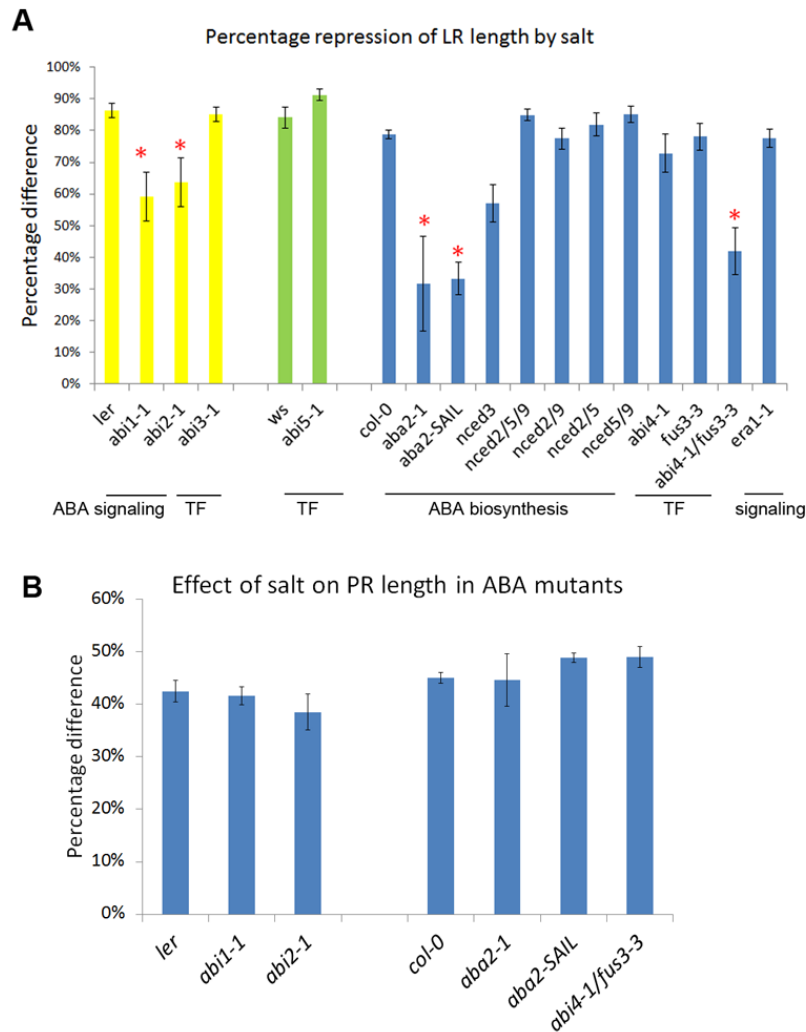 A
Percentage repression of LR length by salt
Percentage difference
100%
90%
80%
70%
60%
50%
40%
30%
20%
10%
0%
*
*
*
*
*
ler
abi1-1
abi2-1
abi3-1
ws
abi5-1
col-0
aba2-1
aba2-SAIL
nced3
nced2/5/9
nced2/9
nced2/5
nced5/9
abi4-1
fus3-3
abi4-1/fus3-3
era1-1
ABA signaling
TF
TF
ABA biosynthesis
TF
signaling
B
Effect of salt on PR length in ABA mutants
Percentage difference
60%
50%
40%
30%
20%
10%
0%
ler
abi1-1
abi2-1
col-0
aba2-1
aba2-SAIL
abi4-1/fus3-3